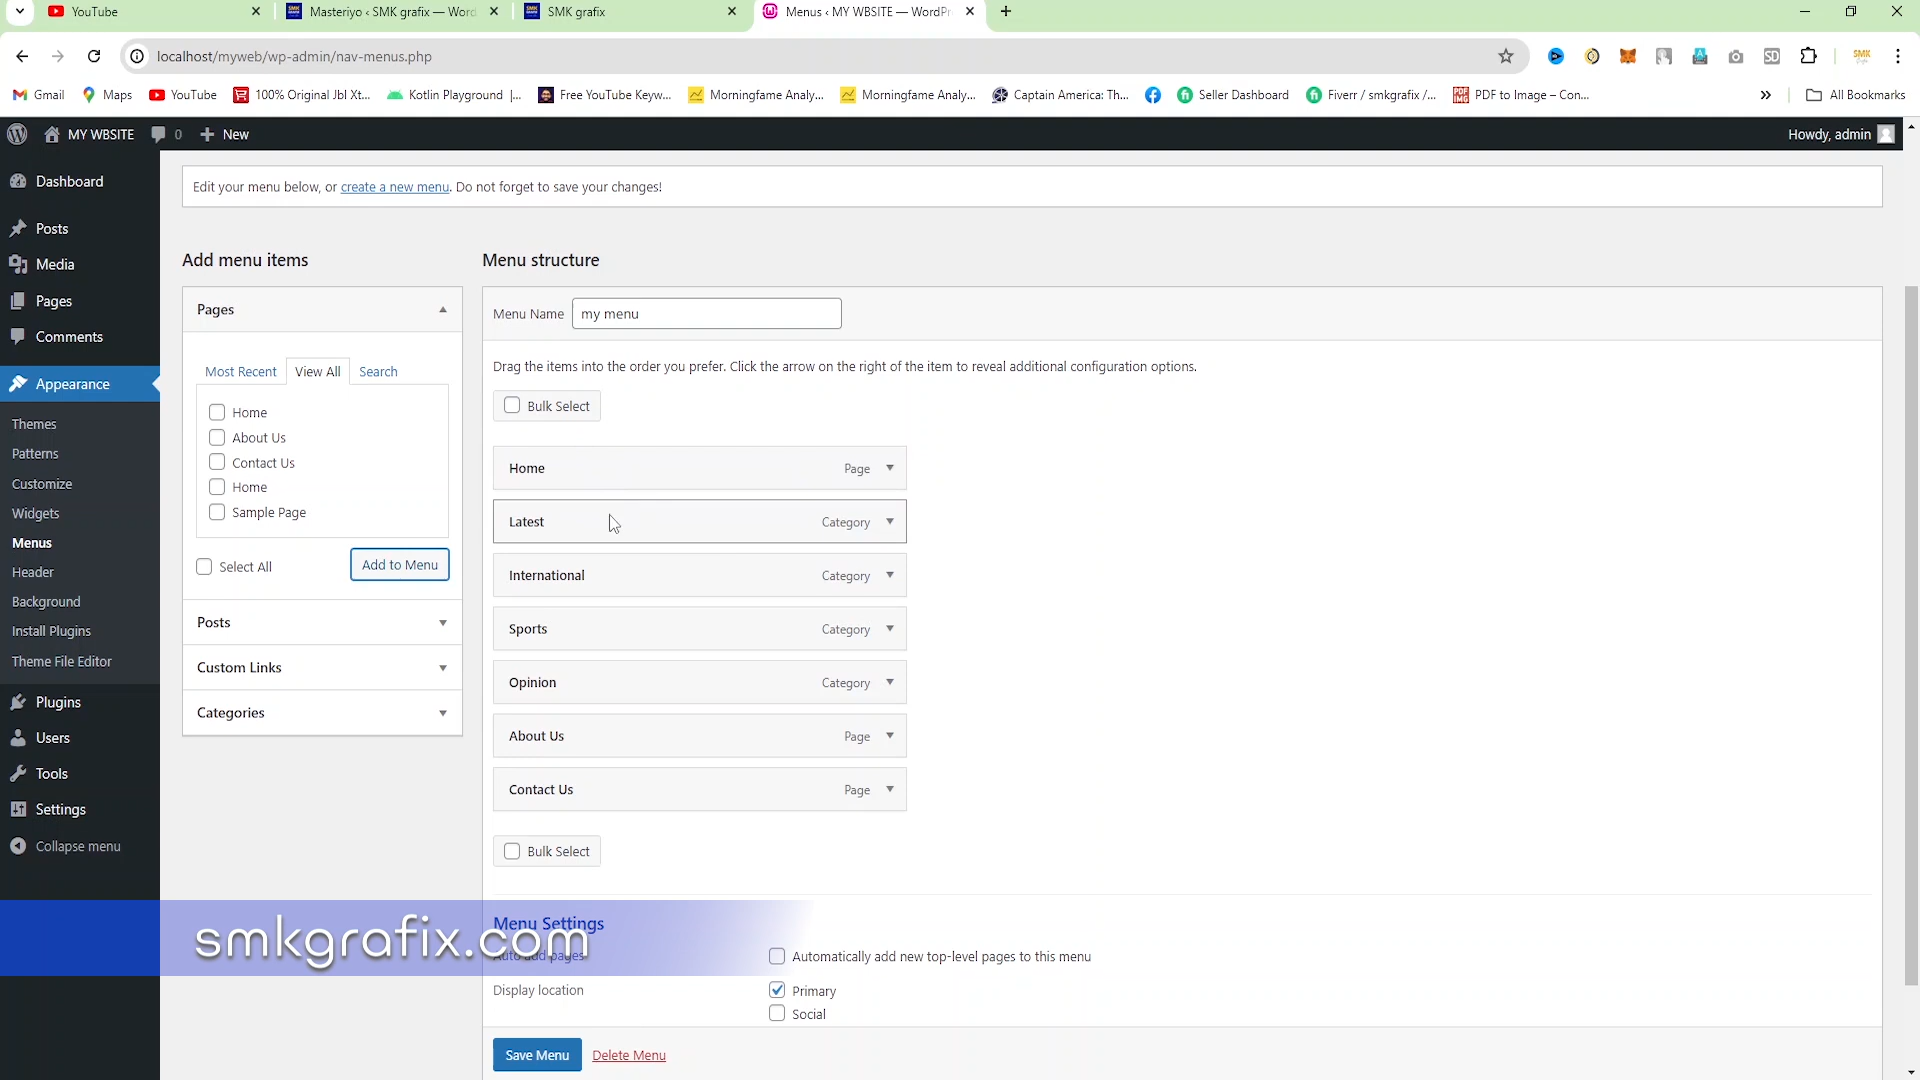 YouTube
Masteriyo ‹ SMK grafix — Word
SMK grafix
Menus ‹ MY WBSITE — WordPr
localhost/myweb/wp-admin/nav-menus.php
Gmail
Maps
YouTube
100% Original Jbl Xt...
Kotlin Playground |...
Free YouTube Keyw...
Morningfame Analy...
Morningfame Analy...
Captain America: Th...
Seller Dashboard
Fiverr / smkgrafix /...
PDF to Image – Con...
All Bookmarks
MY WBSITE
0
New
Howdy, admin
Dashboard
Posts
Media
Pages
Comments
Appearance
Themes
Patterns
Customize
Widgets
Menus
Header
Background
Install Plugins
Theme File Editor
Plugins
Users
Tools
Settings
Collapse menu
Edit your menu below, or create a new menu. Do not forget to save your changes!
Add menu items
Pages
Most Recent
View All
Search
Home
About Us
Contact Us
Home
Sample Page
Select All
Add to Menu
Posts
Custom Links
Categories
Menu structure
Menu Name
my menu
Drag the items into the order you prefer. Click the arrow on the right of the item to reveal additional configuration options.
Bulk Select
Home Page
Latest Category
International Category
Sports Category
Opinion Category
About Us Page
Contact Us Page
Bulk Select
Menu Settings
smkgrafix.com
Auto add pages
Automatically add new top-level pages to this menu
Display location
Primary
Social
Save Menu
Delete Menu
SMK
SD